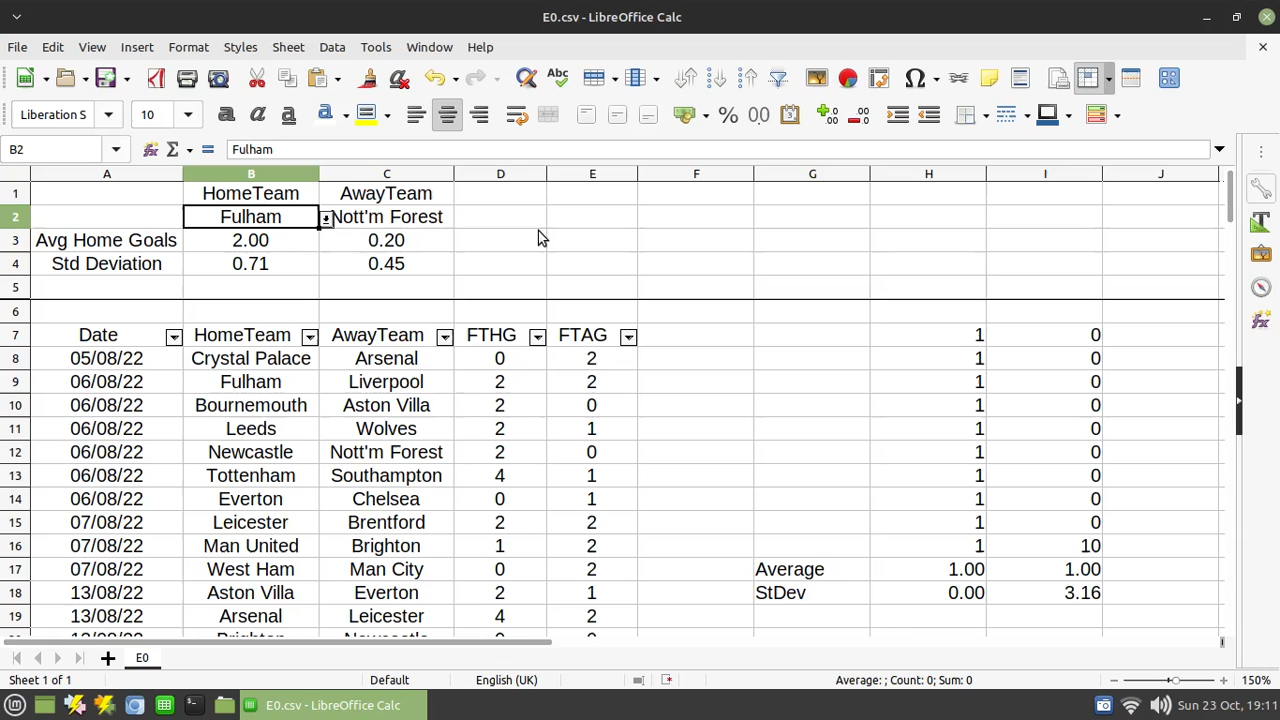 E0.csv - LibreOffice Calc
File Edit View Insert Format Styles Sheet Data Tools Window Help
Liberation S 10
B2 Fulham
A B C D E F G H I J
1 HomeTeam AwayTeam
2 Fulham Nott'm Forest
3 Avg Home Goals 2.00 0.20
4 Std Deviation 0.71 0.45
5
6
7 Date HomeTeam AwayTeam FTHG FTAG 1 0
8 05/08/22 Crystal Palace Arsenal 0 2 1 0
9 06/08/22 Fulham Liverpool 2 2 1 0
10 06/08/22 Bournemouth Aston Villa 2 0 1 0
11 06/08/22 Leeds Wolves 2 1 1 0
12 06/08/22 Newcastle Nott'm Forest 2 0 1 0
13 06/08/22 Tottenham Southampton 4 1 1 0
14 06/08/22 Everton Chelsea 0 1 1 0
15 07/08/22 Leicester Brentford 2 2 1 0
16 07/08/22 Man United Brighton 1 2 1 10
17 07/08/22 West Ham Man City 0 2 Average 1.00 1.00
18 13/08/22 Aston Villa Everton 2 1 StDev 0.00 3.16
19 13/08/22 Arsenal Leicester 4 2
E0
Sheet 1 of 1 Default English (UK) Average: ; Count: 0; Sum: 0 150%
E0.csv - LibreOffice Calc Sun 23 Oct, 19:11